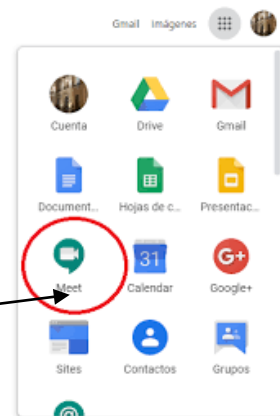 Gmail Imágenes
Cuenta Drive Gmail
Document... Hojas de c... Presentac...
31 G+
Meet Calendar Google+
Sites Contactos Grupos